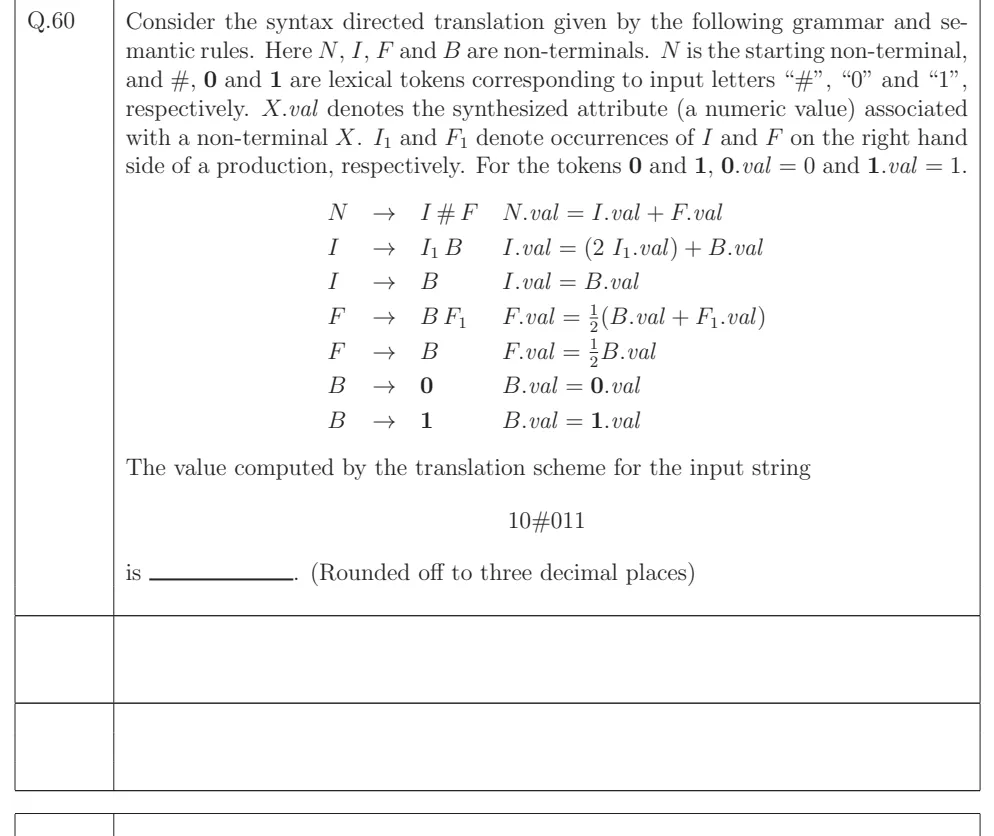 Q.60 Consider the syntax directed translation given by the following grammar and se-
mantic rules. Here N, I, F and B are non-terminals. N is the starting non-terminal,
and #, 0 and 1 are lexical tokens corresponding to input letters “#”, “0” and “1”,
respectively. X.val denotes the synthesized attribute (a numeric value) associated
with a non-terminal X. I₁ and F₁ denote occurrences of I and F on the right hand
side of a production, respectively. For the tokens 0 and 1, 0.val = 0 and 1.val = 1.
N → I # F N.val = I.val + F.val
I → I₁ B I.val = (2 I₁.val) + B.val
I → B I.val = B.val
F → B F₁ F.val = ½(B.val + F₁.val)
F → B F.val = ½B.val
B → 0 B.val = 0.val
B → 1 B.val = 1.val
The value computed by the translation scheme for the input string
10#011
is ________. (Rounded off to three decimal places)